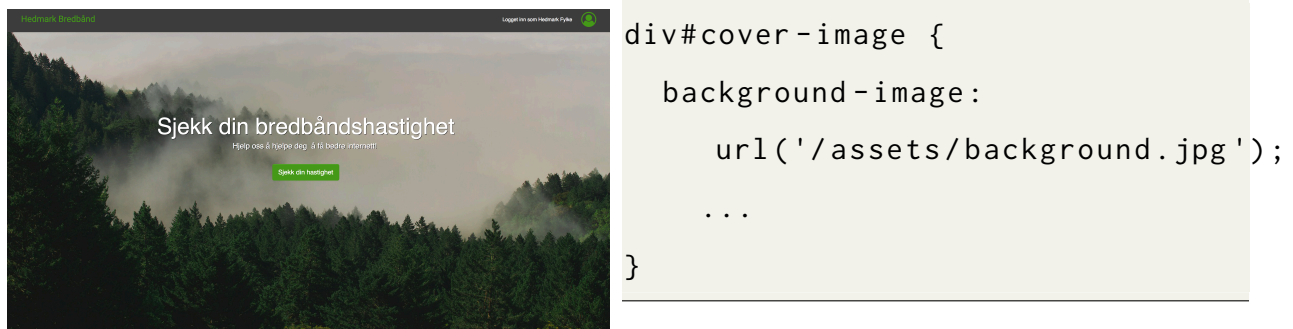 Hedmark Bredbånd
Logget inn som Hedmark Fylke
Sjekk din bredbåndshastighet
Hjelp oss å hjelpe deg å få bedre internett!
Sjekk din hastighet
div#cover-image {
background-image:
url('/assets/background.jpg');
...
}